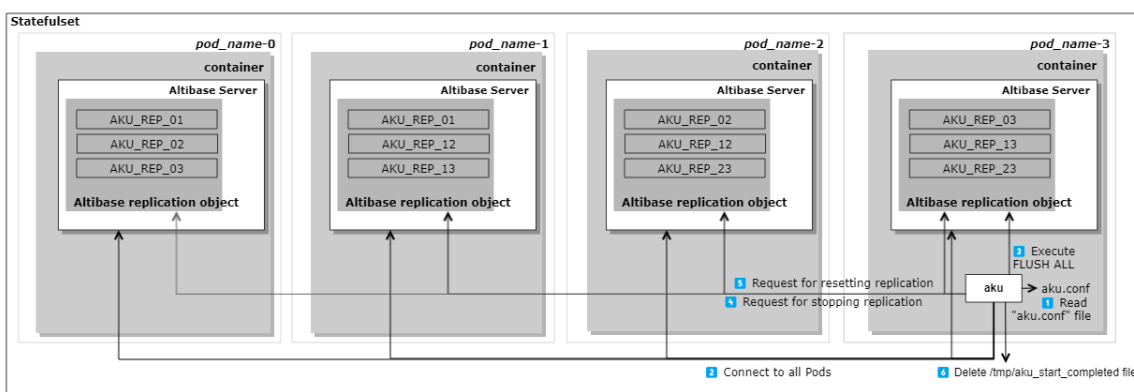 Statefulset
pod_name-0
container
Altibase Server
AKU_REP_01
AKU_REP_02
AKU_REP_03
Altibase replication object
pod_name-1
container
Altibase Server
AKU_REP_01
AKU_REP_12
AKU_REP_13
Altibase replication object
pod_name-2
container
Altibase Server
AKU_REP_02
AKU_REP_12
AKU_REP_23
Altibase replication object
pod_name-3
container
Altibase Server
AKU_REP_03
AKU_REP_13
AKU_REP_23
Altibase replication object
3 Execute
FLUSH ALL
5 Request for resetting replication
4 Request for stopping replication
aku
aku.conf
1 Read
"aku.conf" file
2 Connect to all Pods
6 Delete /tmp/aku_start_completed file